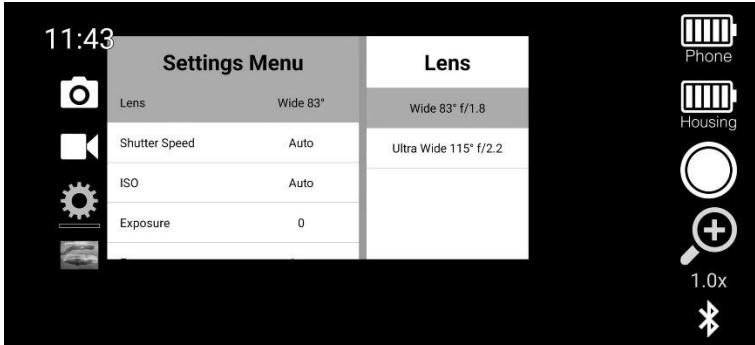 11:43
Settings Menu
Lens Wide 83°
Shutter Speed Auto
ISO Auto
Exposure 0
Lens
Wide 83° f/1.8
Ultra Wide 115° f/2.2
Phone
Housing
1.0x